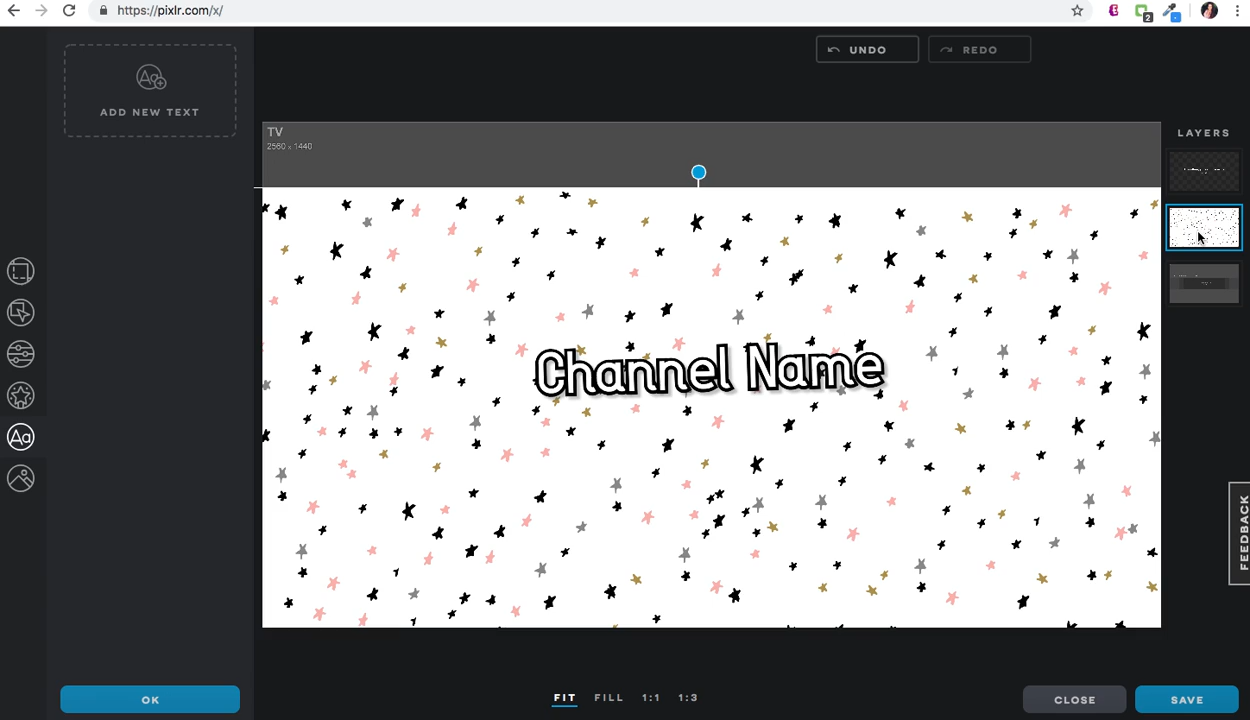 https://pixlr.com/x/
2
ADD NEW TEXT
UNDO
REDO
TV
2560 x 1440
LAYERS
Channel Name
FEEDBACK
OK
FIT
FILL
1:1
1:3
CLOSE
SAVE